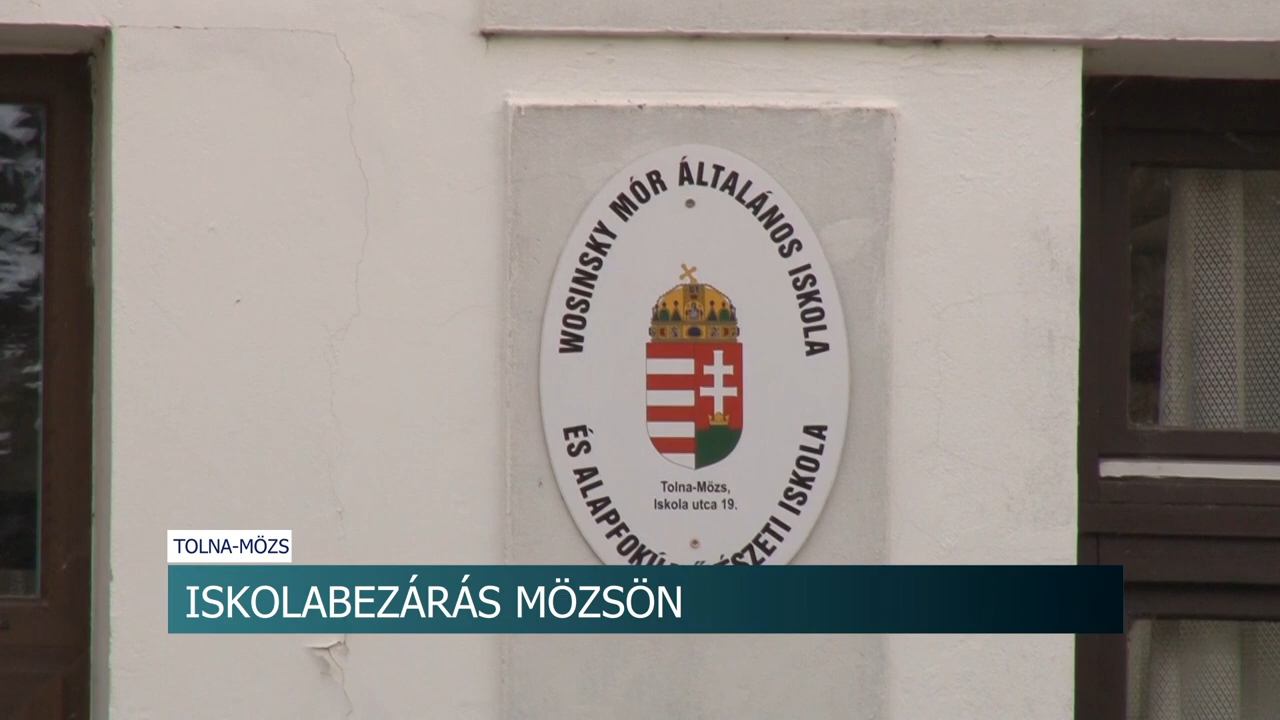 WOSINSKY MÓR ÁLTALÁNOS ISKOLA
Tolna-Mözs,
Iskola utca 19.
ÉS ALAPFOKÚ ISKOLA
TOLNA-MÖZS
ISKOLABEZÁRÁS MÖZSÖN